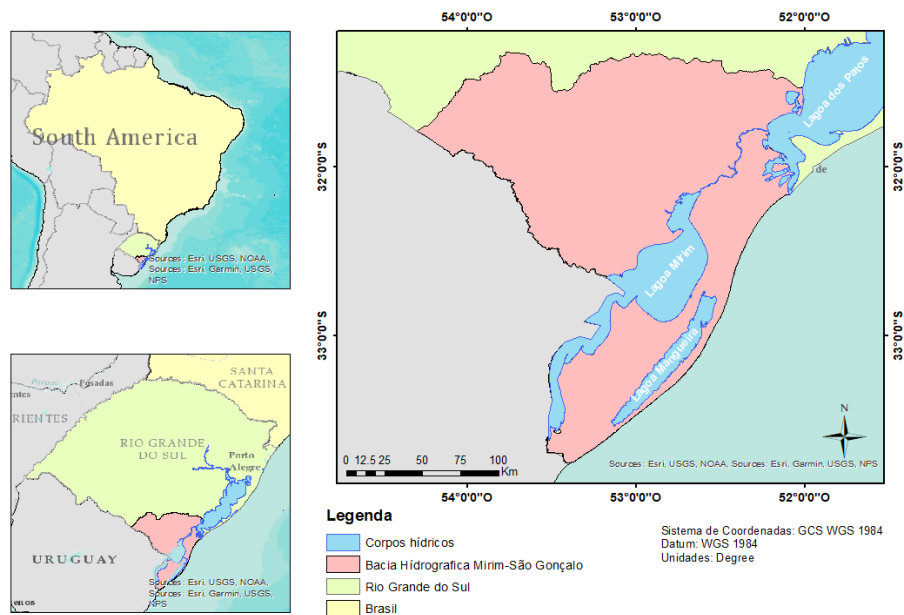 South America
Sources: Esri, USGS, NOAA,
Sources: Esri, Garmin, USGS,
NPS
SANTA
CATARINA
Posadas
RIENTES
RIO GRANDE
DO SUL
Porto
Alegre
URUGUAY
Sources: Esri, USGS, NOAA,
Sources: Esri, Garmin, USGS,
NPS
54°0'0"O
53°0'0"O
52°0'0"O
32°0'0"S
33°0'0"S
Lagoa dos Patos
de
Lagoa Mirim
Lagoa Mangueira
32°0'0"S
33°0'0"S
N
0 12.5 25 50 75 100
Km
Sources: Esri, USGS, NOAA, Sources: Esri, Garmin, USGS, NPS
54°0'0"O
53°0'0"O
52°0'0"O
Legenda
Corpos hídricos
Bacia Hídrografica Mirim-São Gonçalo
Rio Grande do Sul
Brasil
Sistema de Coordenadas: GCS WGS 1984
Datum: WGS 1984
Unidades: Degree